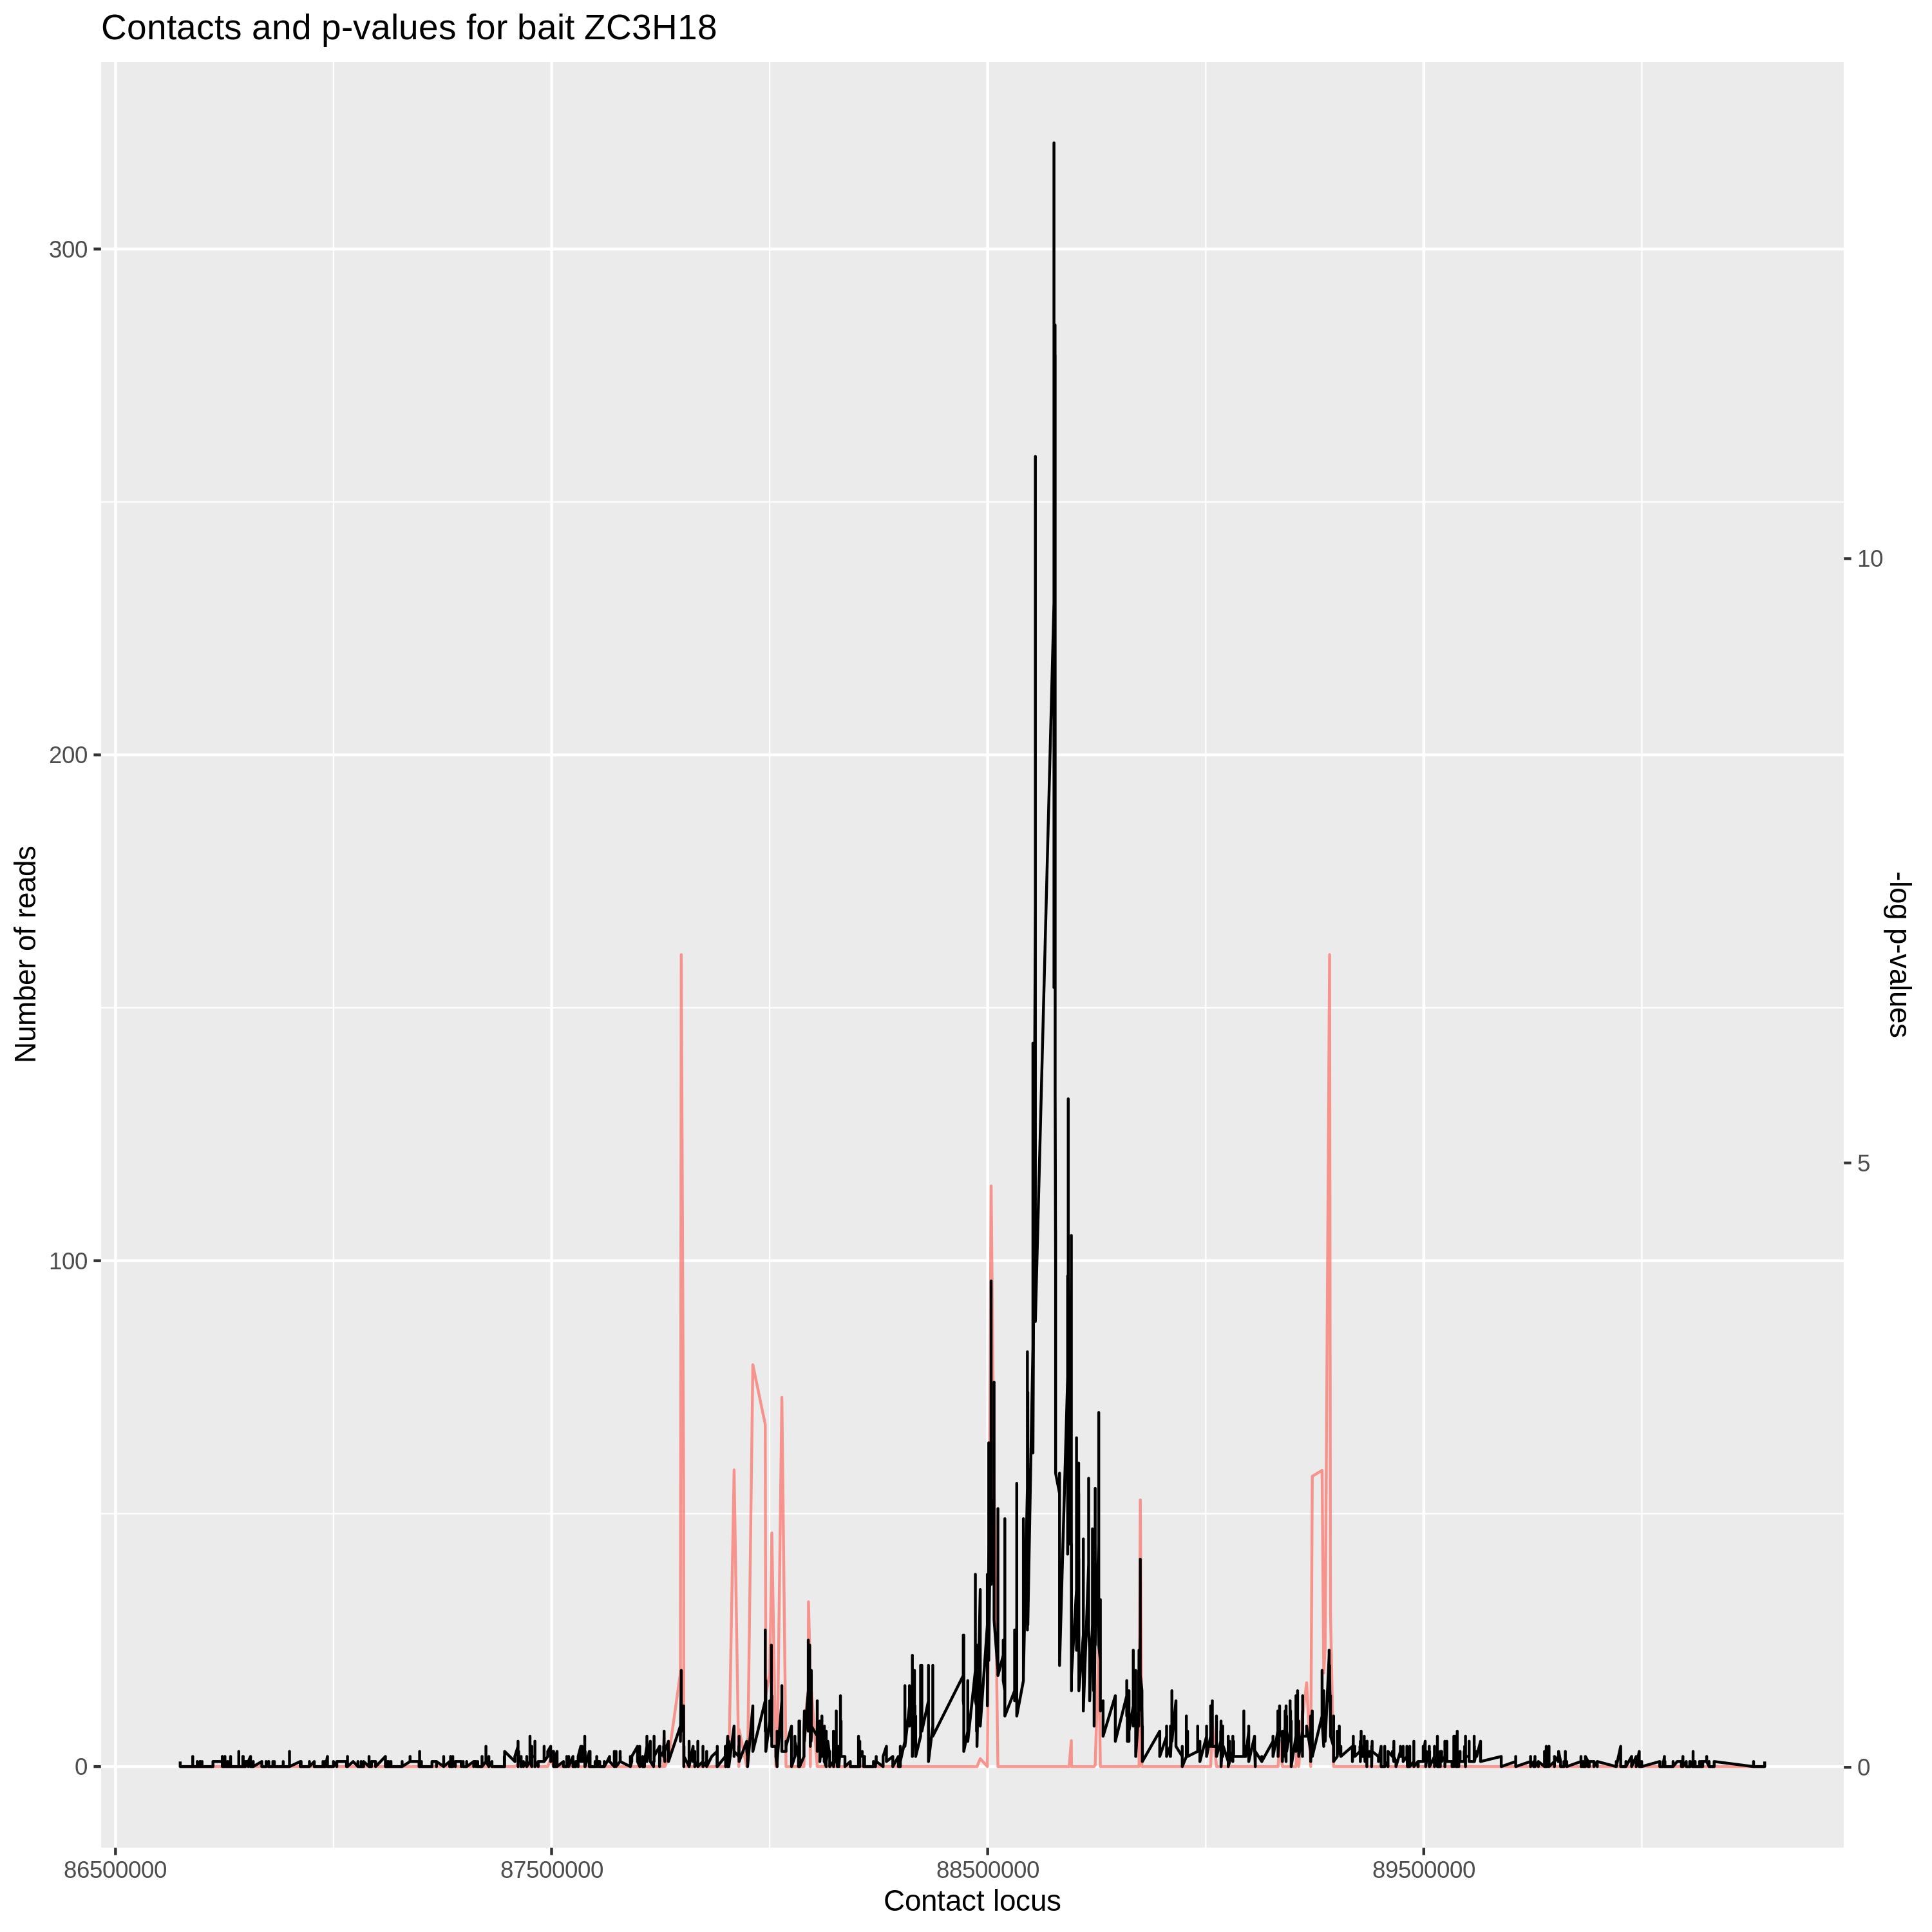 Contacts and p-values for bait ZC3H18
300
200
100
0
Number of reads
10
5
0
-log p-values
86500000
87500000
88500000
89500000
Contact locus